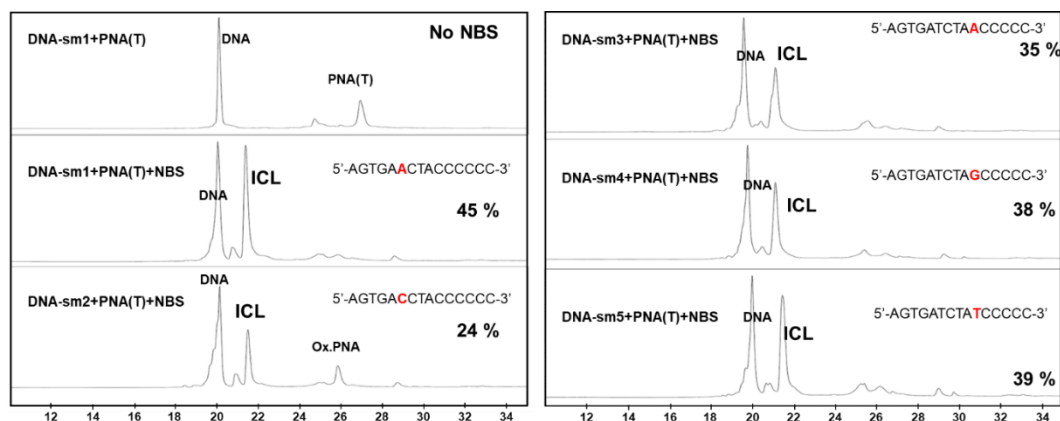 DNA-sm1+PNA(T)
No NBS
DNA
PNA(T)
DNA-sm1+PNA(T)+NBS
5'-AGTGAACTACCCCCC-3'
ICL
DNA
45 %
DNA-sm2+PNA(T)+NBS
DNA
5'-AGTGACCTACCCCCC-3'
ICL
24 %
Ox.PNA
10 12 14 16 18 20 22 24 26 28 30 32 34
DNA-sm3+PNA(T)+NBS
5'-AGTGATCTAACCCCC-3'
DNA
ICL
35 %
DNA-sm4+PNA(T)+NBS
5'-AGTGATCTAGCCCCC-3'
DNA
ICL
38 %
DNA-sm5+PNA(T)+NBS
5'-AGTGATCTATCCCCC-3'
DNA
ICL
39 %
12 14 16 18 20 22 24 26 28 30 32 34